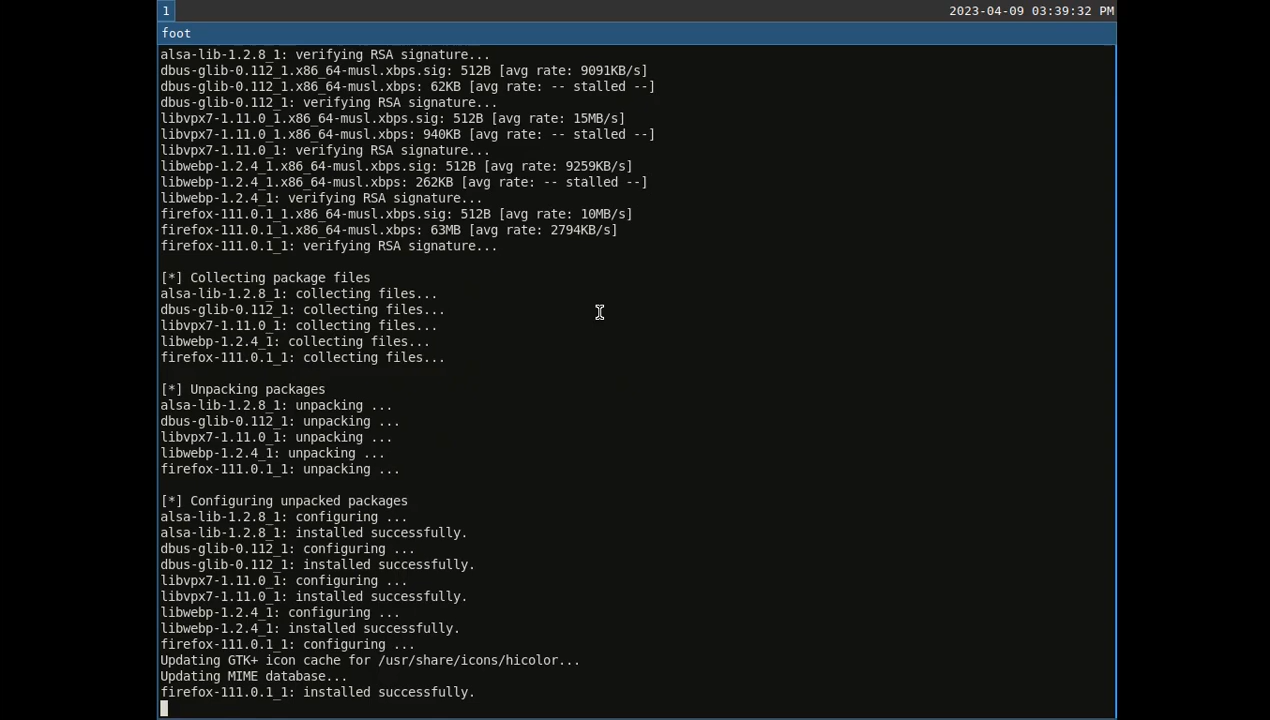 1
2023-04-09 03:39:32 PM
foot
alsa-lib-1.2.8_1: verifying RSA signature...
dbus-glib-0.112_1.x86_64-musl.xbps.sig: 512B [avg rate: 9091KB/s]
dbus-glib-0.112_1.x86_64-musl.xbps: 62KB [avg rate: -- stalled --]
dbus-glib-0.112_1: verifying RSA signature...
libvpx7-1.11.0_1.x86_64-musl.xbps.sig: 512B [avg rate: 15MB/s]
libvpx7-1.11.0_1.x86_64-musl.xbps: 940KB [avg rate: -- stalled --]
libvpx7-1.11.0_1: verifying RSA signature...
libwebp-1.2.4_1.x86_64-musl.xbps.sig: 512B [avg rate: 9259KB/s]
libwebp-1.2.4_1.x86_64-musl.xbps: 262KB [avg rate: -- stalled --]
libwebp-1.2.4_1: verifying RSA signature...
firefox-111.0.1_1.x86_64-musl.xbps.sig: 512B [avg rate: 10MB/s]
firefox-111.0.1_1.x86_64-musl.xbps: 63MB [avg rate: 2794KB/s]
firefox-111.0.1_1: verifying RSA signature...

[*] Collecting package files
alsa-lib-1.2.8_1: collecting files...
dbus-glib-0.112_1: collecting files...
libvpx7-1.11.0_1: collecting files...
libwebp-1.2.4_1: collecting files...
firefox-111.0.1_1: collecting files...

[*] Unpacking packages
alsa-lib-1.2.8_1: unpacking ...
dbus-glib-0.112_1: unpacking ...
libvpx7-1.11.0_1: unpacking ...
libwebp-1.2.4_1: unpacking ...
firefox-111.0.1_1: unpacking ...

[*] Configuring unpacked packages
alsa-lib-1.2.8_1: configuring ...
alsa-lib-1.2.8_1: installed successfully.
dbus-glib-0.112_1: configuring ...
dbus-glib-0.112_1: installed successfully.
libvpx7-1.11.0_1: configuring ...
libvpx7-1.11.0_1: installed successfully.
libwebp-1.2.4_1: configuring ...
libwebp-1.2.4_1: installed successfully.
firefox-111.0.1_1: configuring ...
Updating GTK+ icon cache for /usr/share/icons/hicolor...
Updating MIME database...
firefox-111.0.1_1: installed successfully.